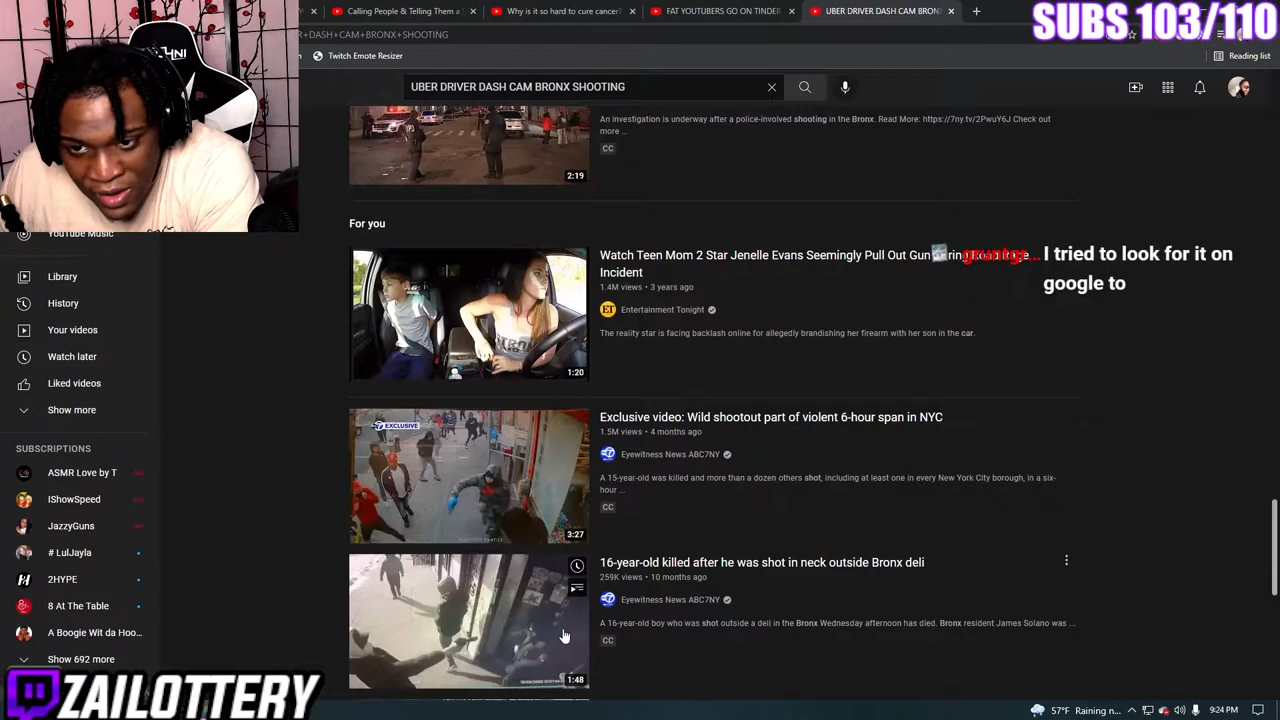 Calling People & Telling Them a
Why is it so hard to cure cancer?
FAT YOUTUBERS GO ON TINDER
UBER DRIVER DASH CAM BRON
SUBS 103/110
R+DASH+CAM+BRONX+SHOOTING
Twitch Emote Resizer
Reading list
UBER DRIVER DASH CAM BRONX SHOOTING
An investigation is underway after a police-involved shooting in the Bronx. Read More: https://7ny.tv/2PwuY6J Check out
more ...
CC
2:19
For you
YouTube Music
Library
History
Your videos
Watch later
Liked videos
Show more
SUBSCRIPTIONS
ASMR Love by T
IShowSpeed
JazzyGuns
# LulJayla
2HYPE
8 At The Table
A Boogie Wit da Hoo...
Show 692 more
Watch Teen Mom 2 Star Jenelle Evans Seemingly Pull Out Gun
Incident
1.4M views • 3 years ago
ET Entertainment Tonight
The reality star is facing backlash online for allegedly brandishing her firearm with her son in the car.
STRONG
1:20
I tried to look for it on
google to
EXCLUSIVE
3:27
Exclusive video: Wild shootout part of violent 6-hour span in NYC
1.5M views • 4 months ago
Eyewitness News ABC7NY
A 15-year-old was killed and more than a dozen others shot, including at least one in every New York City borough, in a six-
hour ...
CC
1:48
16-year-old killed after he was shot in neck outside Bronx deli
259K views • 10 months ago
Eyewitness News ABC7NY
A 16-year-old boy who was shot outside a deli in the Bronx Wednesday afternoon has died. Bronx resident James Solano was ...
CC
ZAILOTTERY
57°F Raining n...
9:24 PM